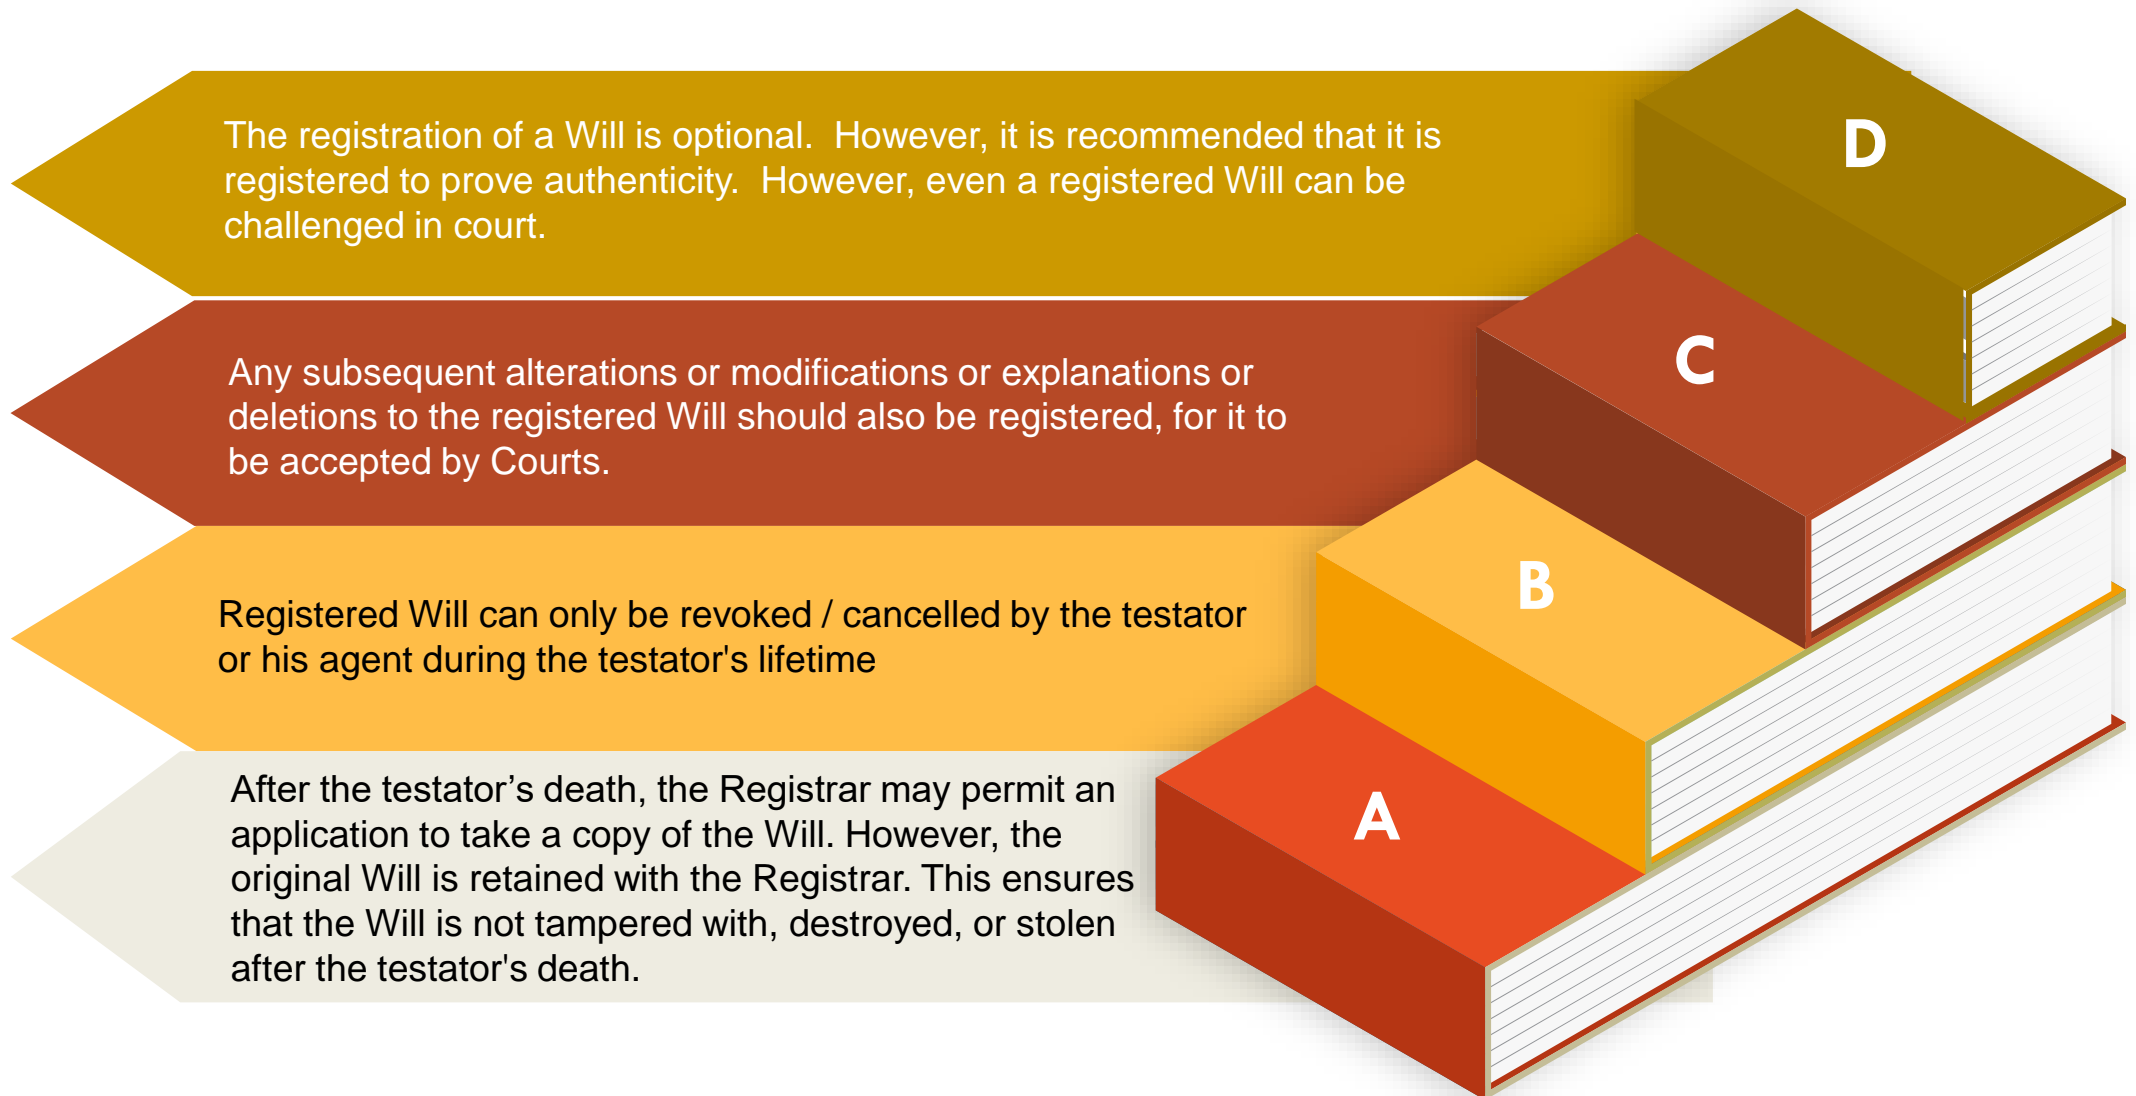 The registration of a Will is optional.  However, it is recommended that it is
registered to prove authenticity.  However, even a registered Will can be
challenged in court.
D
Any subsequent alterations or modifications or explanations or
deletions to the registered Will should also be registered, for it to
be accepted by Courts.
C
Registered Will can only be revoked / cancelled by the testator
or his agent during the testator's lifetime
B
After the testator’s death, the Registrar may permit an
application to take a copy of the Will. However, the
original Will is retained with the Registrar. This ensures
that the Will is not tampered with, destroyed, or stolen
after the testator's death.
A